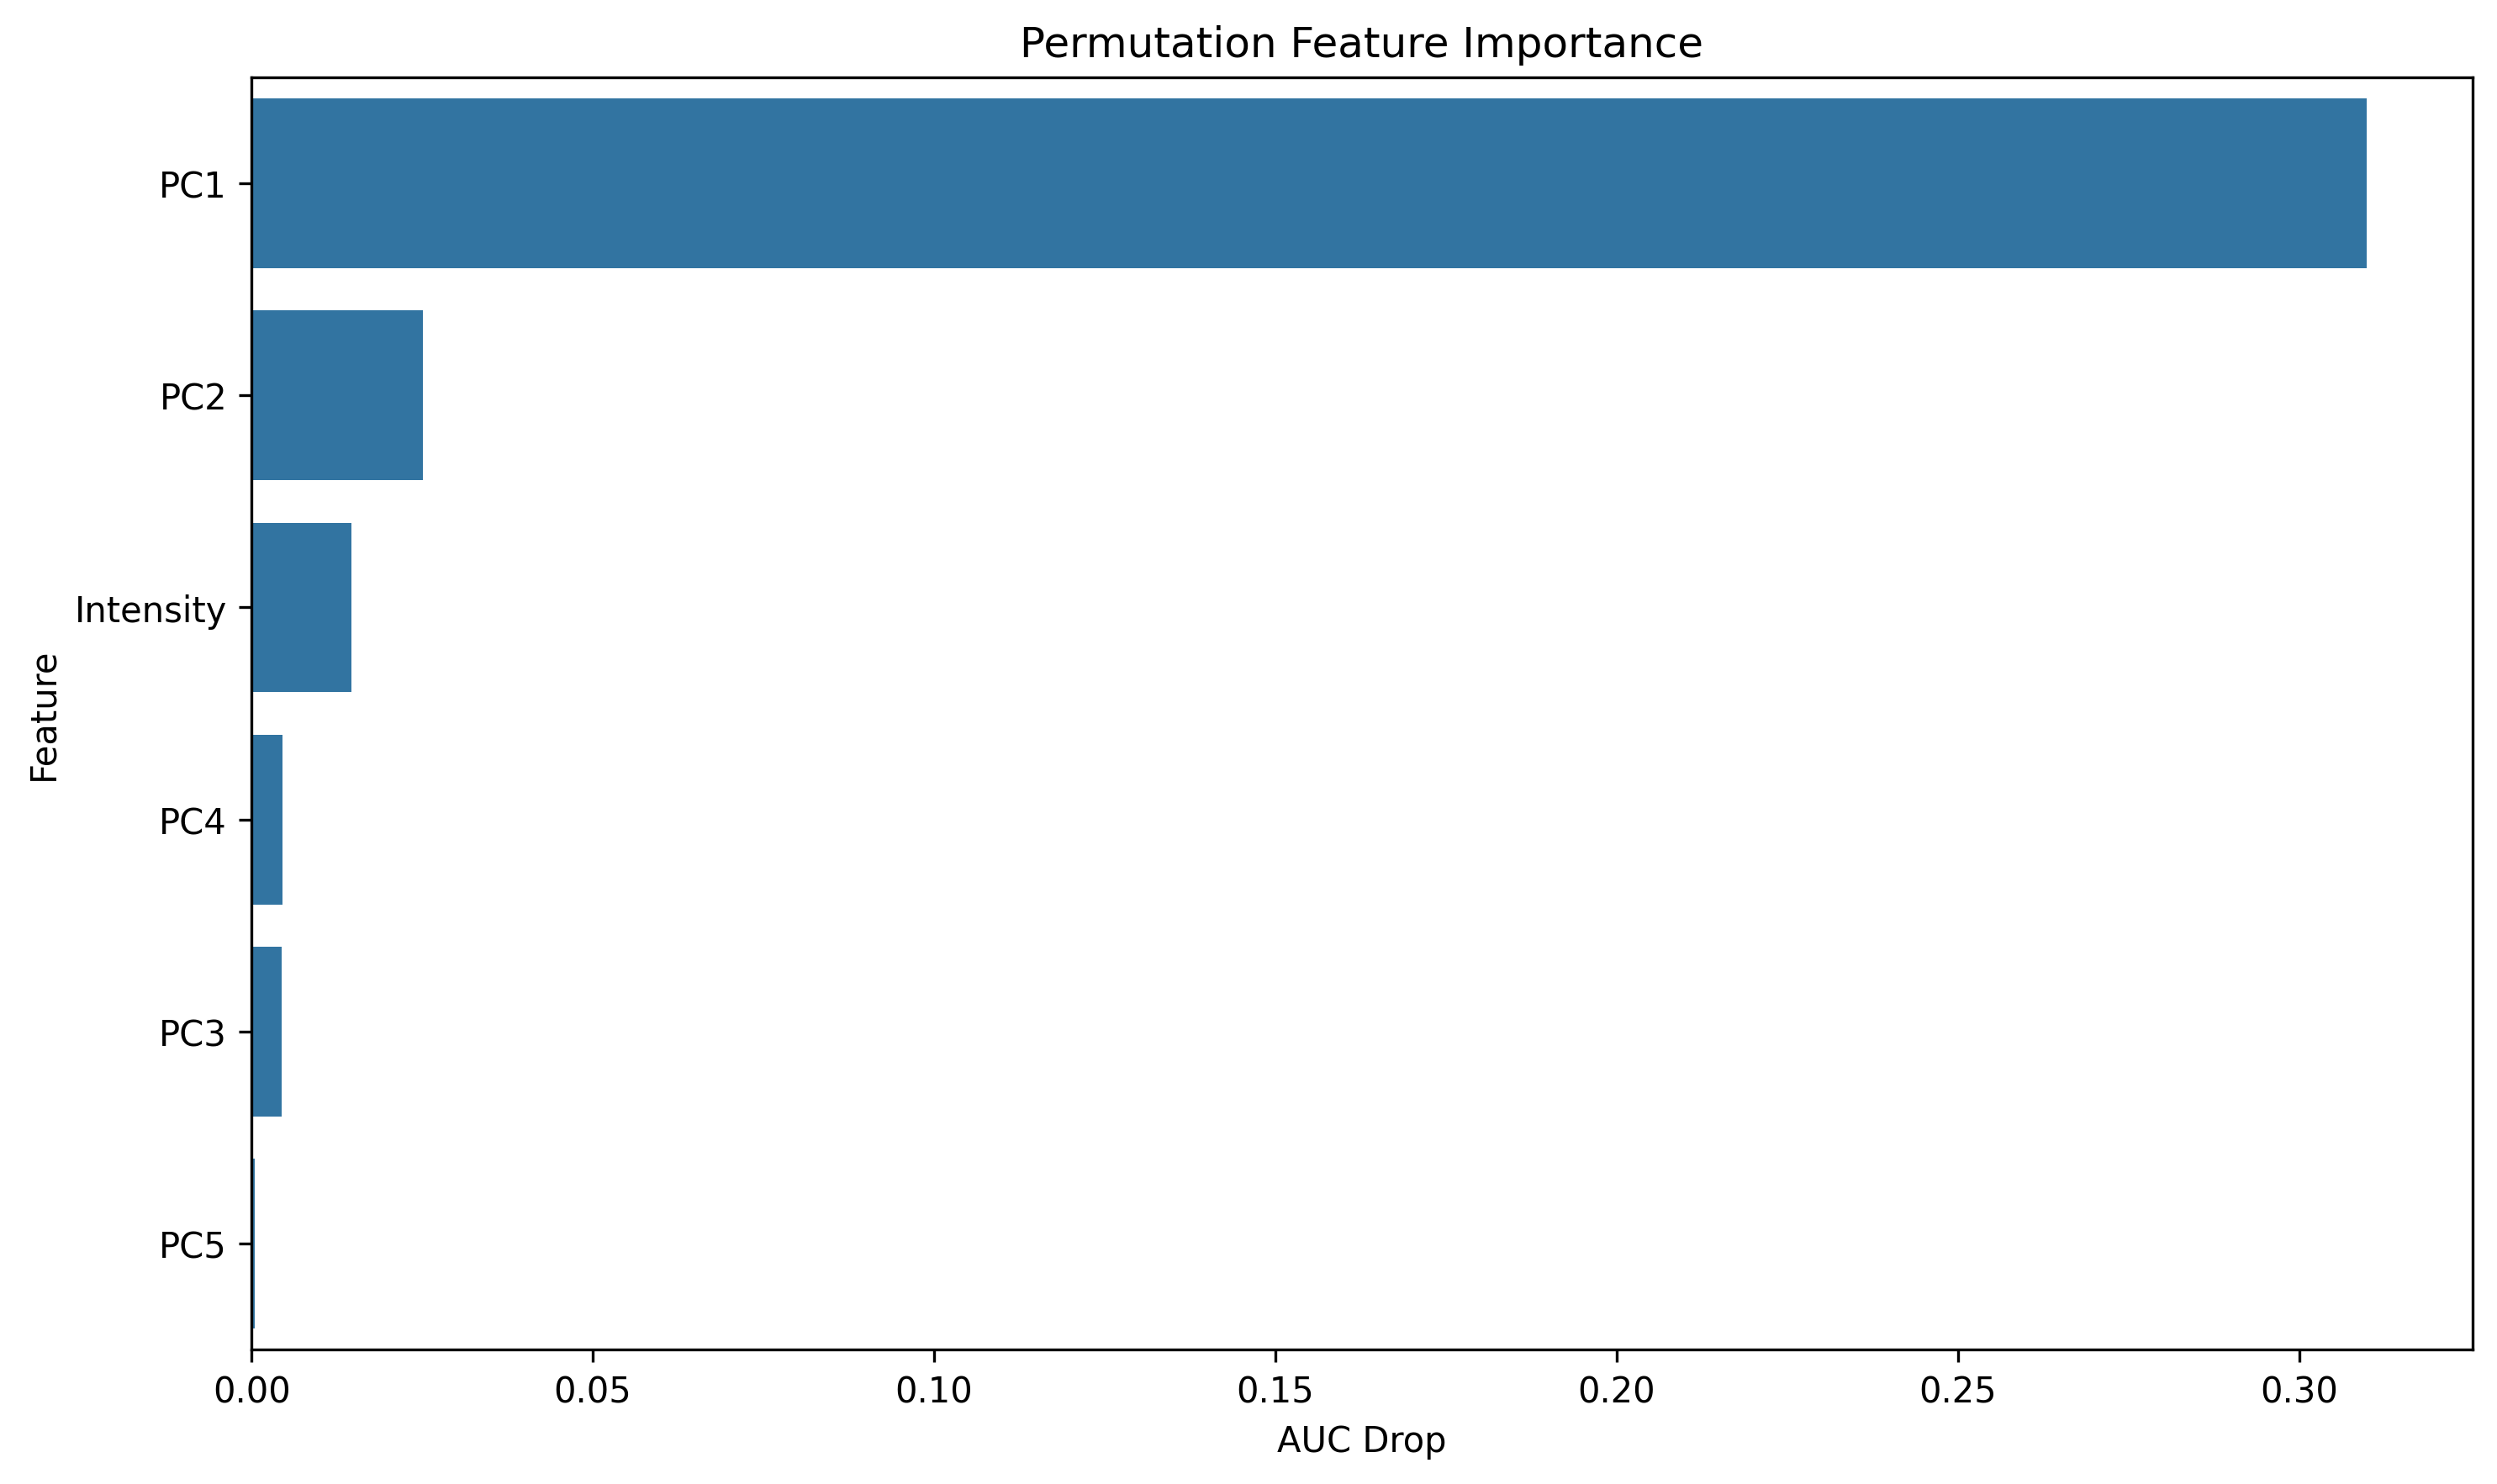 Permutation Feature Importance
PC1
PC2
Intensity
PC4
PC3
PC5
Feature
0.00 0.05 0.10 0.15 0.20 0.25 0.30
AUC Drop